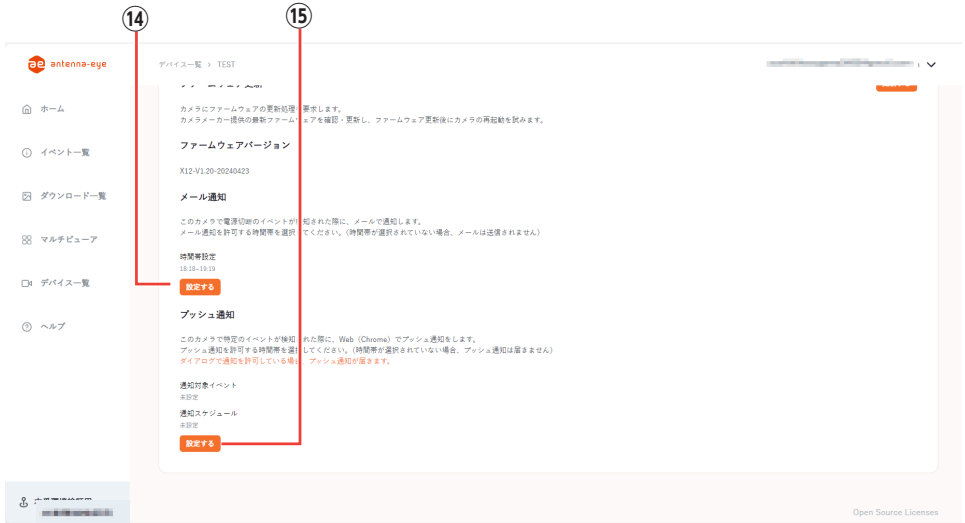 ⑭ ⑮
ae antenna-eye
デバイス一覧 > TEST
ホーム
イベント一覧
ダウンロード一覧
マルチビューア
デバイス一覧
ヘルプ
ファームウェア更新
カメラにファームウェアの更新処理 要求します。
カメラメーカー提供の最新ファーム ェアを確認・更新し、ファームウェア更新後にカメラの再起動を試みます。
ファームウェアバージョン
X12-V1.20-20240423
メール通知
このカメラで電源切断のイベントが 知された際に、メールで通知します。
メール通知を許可する時間帯を選択 てください。(時間帯が選択されていない場合、メールは送信されません)
時間帯設定
18:18~19:19
設定する
プッシュ通知
このカメラで特定のイベントが検知 れた際に、Web（Chrome）でプッシュ通知をします。
プッシュ通知を許可する時間帯を選 してください。(時間帯が選択されていない場合、プッシュ通知は届きません)
ダイアログで通知を許可している場合、プッシュ通知が届きます。
通知対象イベント
未設定
通知スケジュール
未設定
設定する
Open Source Licenses